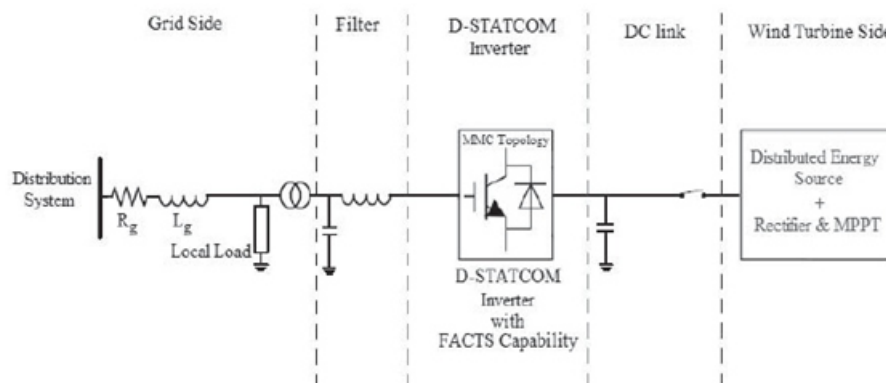 Grid Side
Filter
D-STATCOM
Inverter
DC link
Wind Turbine Side
Distribution
System
Rg
Lg
Local Load
MMC Topology
D-STATCOM
Inverter
with
FACTS Capability
Distributed Energy
Source
+
Rectifier & MPPT